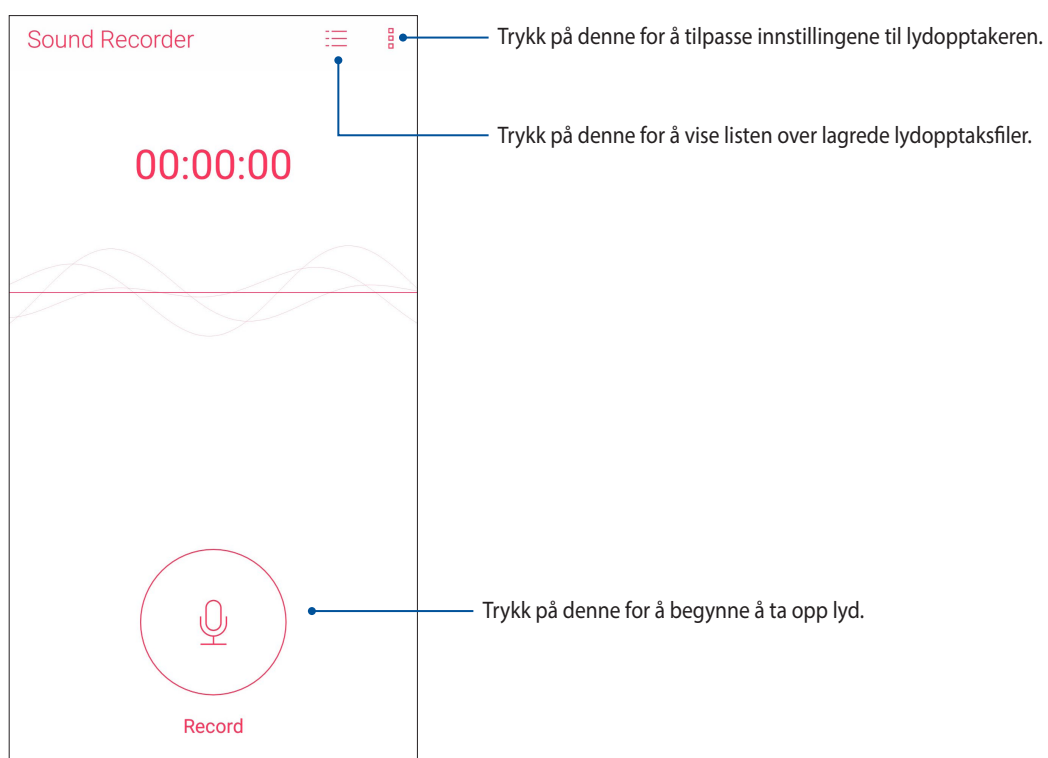 Sound Recorder
Trykk på denne for å tilpasse innstillingene til lydopptakeren.
Trykk på denne for å vise listen over lagrede lydopptaksfiler.
00:00:00
Trykk på denne for å begynne å ta opp lyd.
Record